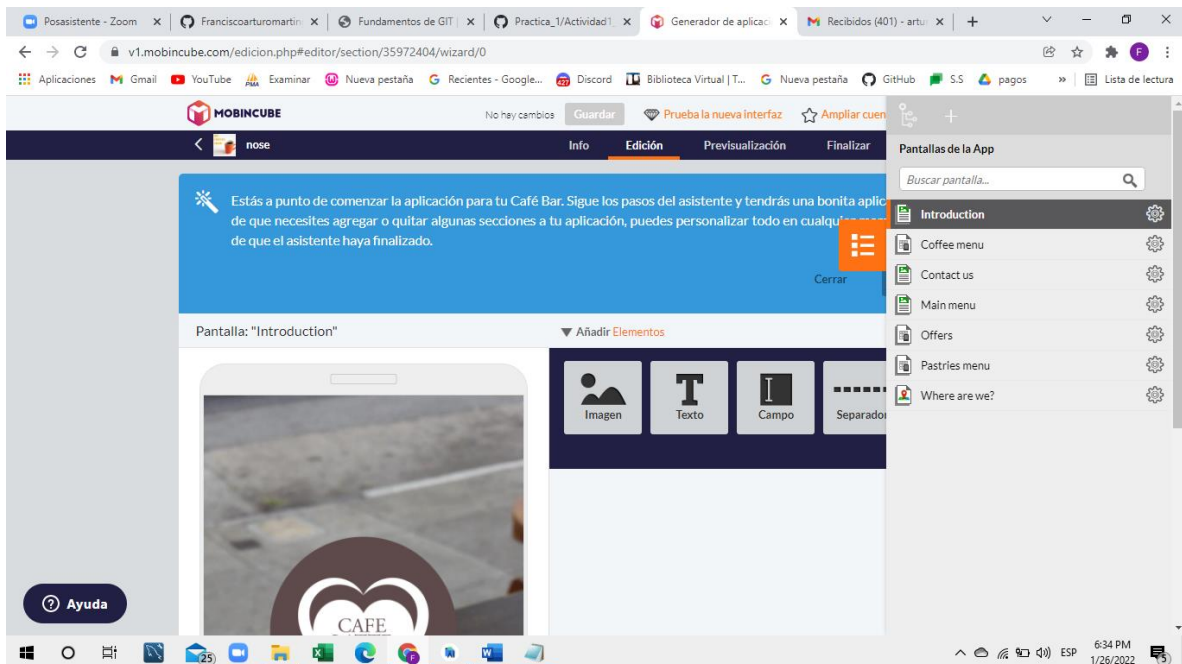 Posasistente - Zoom
Franciscoarturomartin
Fundamentos de GIT |
Practica_1/Actividad1_
Generador de aplicaci
Recibidos (401) - artu
v1.mobincube.com/edicion.php#editor/section/35972404/wizard/0
F
Aplicaciones
Gmail
YouTube
Examinar
Nueva pestaña
Recientes - Google...
Discord
Biblioteca Virtual | T...
Nueva pestaña
GitHub
S.S
pagos
»
Lista de lectura
MOBINCUBE
No hay cambios
Guardar
Prueba la nueva interfaz
Ampliar cuen
nose
Info
Edición
Previsualización
Finalizar
Pantallas de la App
Buscar pantalla...
Estás a punto de comenzar la aplicación para tu Café Bar. Sigue los pasos del asistente y tendrás una bonita aplic
de que necesites agregar o quitar algunas secciones a tu aplicación, puedes personalizar todo en
de que el asistente haya finalizado.
Cerrar
Introduction
Coffee menu
Contact us
Main menu
Offers
Pastries menu
Where are we?
Pantalla: "Introduction"
Añadir Elementos
Imagen
Texto
Campo
Separador
CAFE
Ayuda
25
ESP
6:34 PM
1/26/2022
5